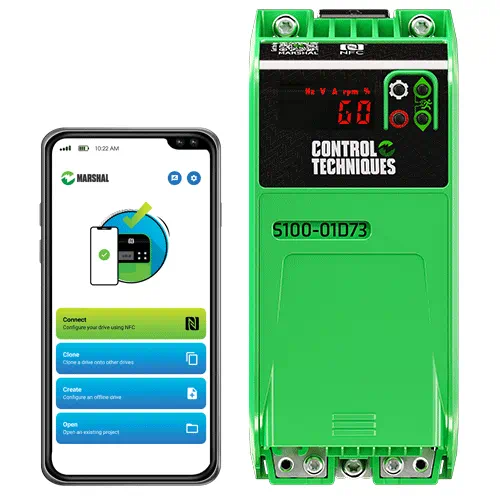 MARSHAL
NFC
Hz V A rpm %
60
CONTROL
TECHNIQUES
S100-01D73
10:22 AM
MARSHAL
Connect
Configure your drive using NFC
Clone
Clone a drive onto other drives
Create
Configure an offline drive
Open
Open an existing project